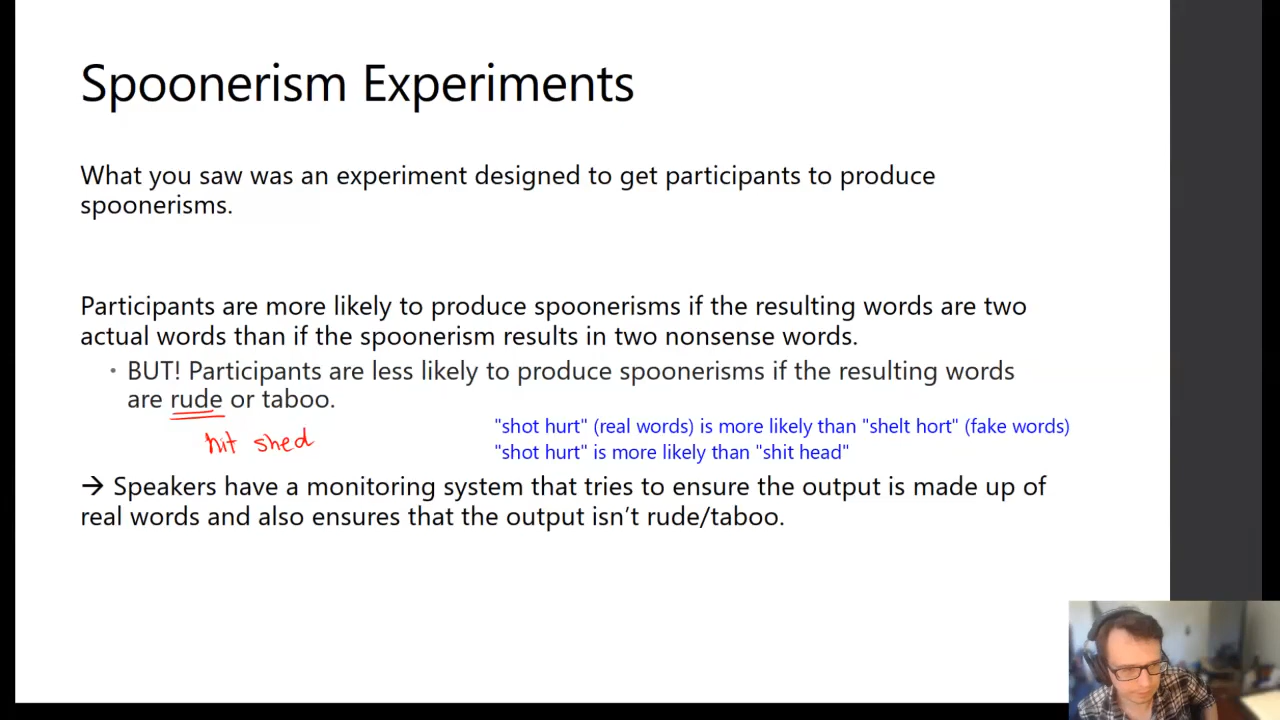 Spoonerism Experiments
What you saw was an experiment designed to get participants to produce
spoonerisms.
Participants are more likely to produce spoonerisms if the resulting words are two
actual words than if the spoonerism results in two nonsense words.
• BUT! Participants are less likely to produce spoonerisms if the resulting words
are rude or taboo.
"shot hurt" (real words) is more likely than "shelt hort" (fake words)
hit shed
"shot hurt" is more likely than "shit head"
→ Speakers have a monitoring system that tries to ensure the output is made up of
real words and also ensures that the output isn't rude/taboo.